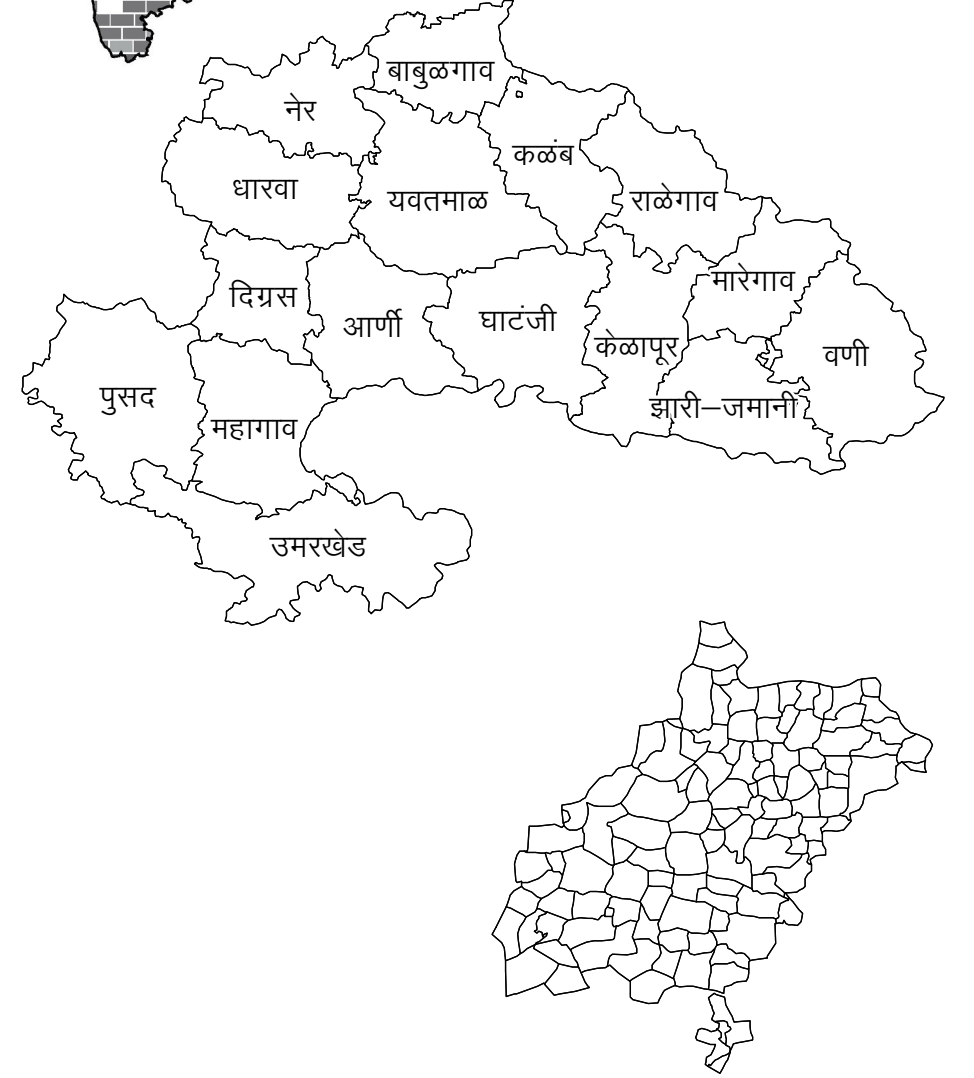 बाबुळगाव
नेर
कळंब
धारवा
यवतमाळ
राळेगाव
मारेगाव
दिग्रस
आर्णी
घाटंजी
केळापूर
वणी
पुसद
झारी–जमानी
महागाव
उमरखेड